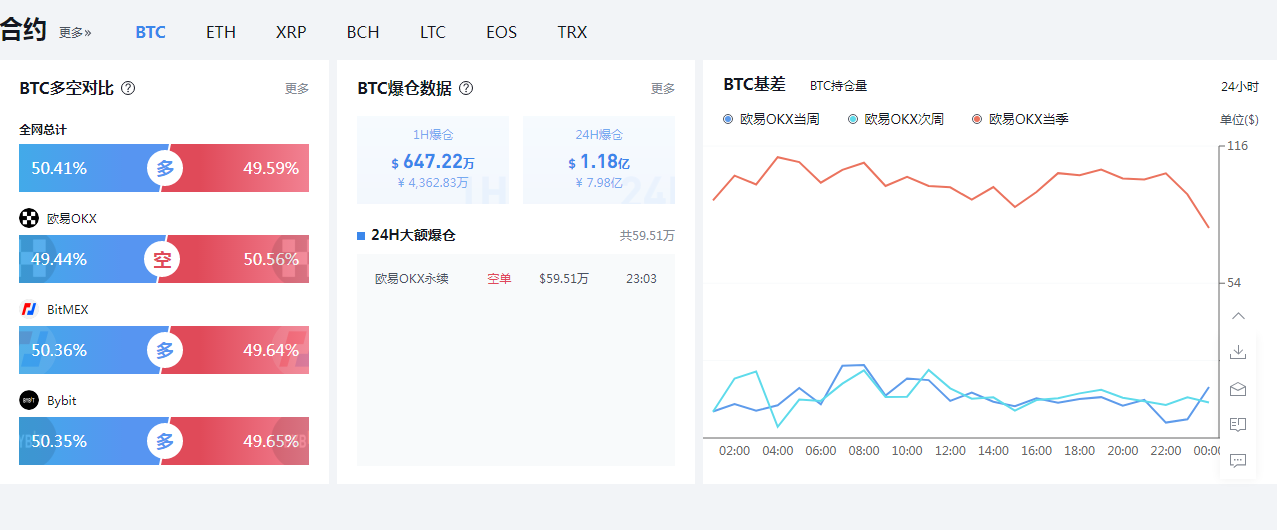 合约 更多» BTC ETH XRP BCH LTC EOS TRX
BTC多空对比 ? 更多
全网总计
50.41% 多 49.59%
欧易OKX
49.44% 空 50.56%
BitMEX
50.36% 多 49.64%
BYBIT Bybit
50.35% 多 49.65%
BTC爆仓数据 ? 更多
1H爆仓
$ 647.22万
¥ 4,362.83万
1H
24H爆仓
$ 1.18亿
¥ 7.98亿
24H
24H大额爆仓 共59.51万
欧易OKX永续 空单 $59.51万 23:03
BTC基差 BTC持仓量 24小时
欧易OKX当周 欧易OKX次周 欧易OKX当季 单位($)
116
54
02:00 04:00 06:00 08:00 10:00 12:00 14:00 16:00 18:00 20:00 22:00 00:00